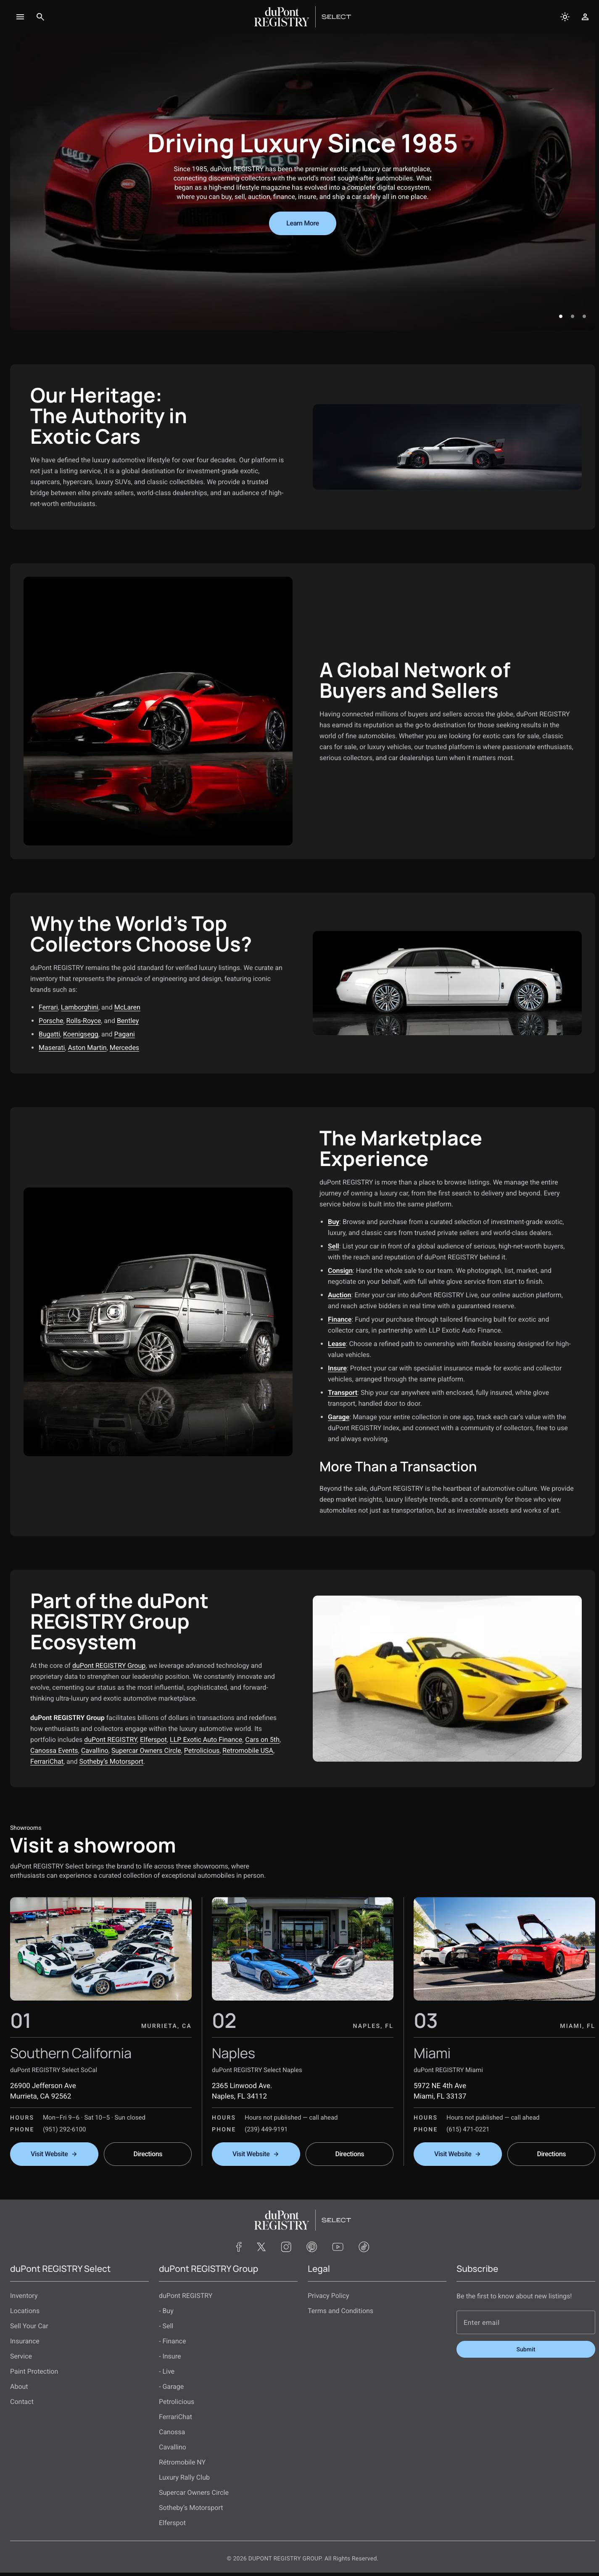 duPont
REGISTRY
SELECT
Driving Luxury Since 1985
Since 1985, duPont REGISTRY has been the premier exotic and luxury car marketplace,
connecting discerning collectors with the world's most sought-after automobiles. What
began as a high-end lifestyle magazine has evolved into a complete digital ecosystem,
where you can buy, sell, auction, finance, insure, and ship a car safely all in one place.
Learn More
Our Heritage:
The Authority in
Exotic Cars
We have defined the luxury automotive lifestyle for over four decades. Our platform is
not just a listing service, it is a global destination for investment-grade exotic,
supercars, hypercars, luxury SUVs, and classic collectibles. We provide a trusted
bridge between elite private sellers, world-class dealerships, and an audience of high-
net-worth enthusiasts.
A Global Network of
Buyers and Sellers
Having connected millions of buyers and sellers across the globe, duPont REGISTRY
has earned its reputation as the go-to destination for those seeking results in the
world of fine automobiles. Whether you are looking for exotic cars for sale, classic
cars for sale, or luxury vehicles, our trusted platform is where passionate enthusiasts,
serious collectors, and car dealerships turn when it matters most.
Why the World's Top
Collectors Choose Us?
duPont REGISTRY remains the gold standard for verified luxury listings. We curate an
inventory that represents the pinnacle of engineering and design, featuring iconic
brands such as:
• Ferrari, Lamborghini, and McLaren
• Porsche, Rolls-Royce, and Bentley
• Bugatti, Koenigsegg, and Pagani
• Maserati, Aston Martin, Mercedes
The Marketplace
Experience
duPont REGISTRY is more than a place to browse listings. We manage the entire
journey of owning a luxury car, from the first search to delivery and beyond. Every
service below is built into the same platform.
• Buy: Browse and purchase from a curated selection of investment-grade exotic,
luxury, and classic cars from trusted private sellers and world-class dealers.
• Sell: List your car in front of a global audience of serious, high-net-worth buyers,
with the reach and reputation of duPont REGISTRY behind it.
• Consign: Hand the whole sale to our team. We photograph, list, market, and
negotiate on your behalf, with full white glove service from start to finish.
• Auction: Enter your car into duPont REGISTRY Live, our online auction platform,
and reach active bidders in real time with a guaranteed reserve.
• Finance: Fund your purchase through tailored financing built for exotic and
collector cars, in partnership with LLP Exotic Auto Finance.
• Lease: Choose a refined path to ownership with flexible leasing designed for high-
value vehicles.
• Insure: Protect your car with specialist insurance made for exotic and collector
vehicles, arranged through the same platform.
• Transport: Ship your car anywhere with enclosed, fully insured, white glove
transport, handled door to door.
• Garage: Manage your entire collection in one app, track each car's value with the
duPont REGISTRY Index, and connect with a community of collectors, free to use
and always evolving.
More Than a Transaction
Beyond the sale, duPont REGISTRY is the heartbeat of automotive culture. We provide
deep market insights, luxury lifestyle trends, and a community for those who view
automobiles not just as transportation, but as investable assets and works of art.
Part of the duPont
REGISTRY Group
Ecosystem
At the core of duPont REGISTRY Group, we leverage advanced technology and
proprietary data to strengthen our leadership position. We constantly innovate and
evolve, cementing our status as the most influential, sophisticated, and forward-
thinking ultra-luxury and exotic automotive marketplace.
duPont REGISTRY Group facilitates billions of dollars in transactions and redefines
how enthusiasts and collectors engage within the luxury automotive world. Its
portfolio includes duPont REGISTRY, Elferspot, LLP Exotic Auto Finance, Cars on 5th,
Canossa Events, Cavallino, Supercar Owners Circle, Petrolicious, Retromobile USA,
FerrariChat, and Sotheby's Motorsport.
Showrooms
Visit a showroom
duPont REGISTRY Select brings the brand to life across three showrooms, where
enthusiasts can experience a curated collection of exceptional automobiles in person.
01
MURRIETA, CA
Southern California
duPont REGISTRY Select SoCal
26900 Jefferson Ave
Murrieta, CA 92562
HOURS Mon–Fri 9–6 · Sat 10–5 · Sun closed
PHONE (951) 292-6100
Visit Website →
Directions
02
NAPLES, FL
Naples
duPont REGISTRY Select Naples
2365 Linwood Ave.
Naples, FL 34112
HOURS Hours not published — call ahead
PHONE (239) 449-9191
Visit Website →
Directions
03
MIAMI, FL
Miami
duPont REGISTRY Miami
5972 NE 4th Ave
Miami, FL 33137
HOURS Hours not published — call ahead
PHONE (615) 471-0221
Visit Website →
Directions
duPont
REGISTRY
SELECT
duPont REGISTRY Select
Inventory
Locations
Sell Your Car
Insurance
Service
Paint Protection
About
Contact
duPont REGISTRY Group
duPont REGISTRY
- Buy
- Sell
- Finance
- Insure
- Live
- Garage
Petrolicious
FerrariChat
Canossa
Cavallino
Rétromobile NY
Luxury Rally Club
Supercar Owners Circle
Sotheby's Motorsport
Elferspot
Legal
Privacy Policy
Terms and Conditions
Subscribe
Be the first to know about new listings!
Enter email
Submit
© 2026 DUPONT REGISTRY GROUP. All Rights Reserved.